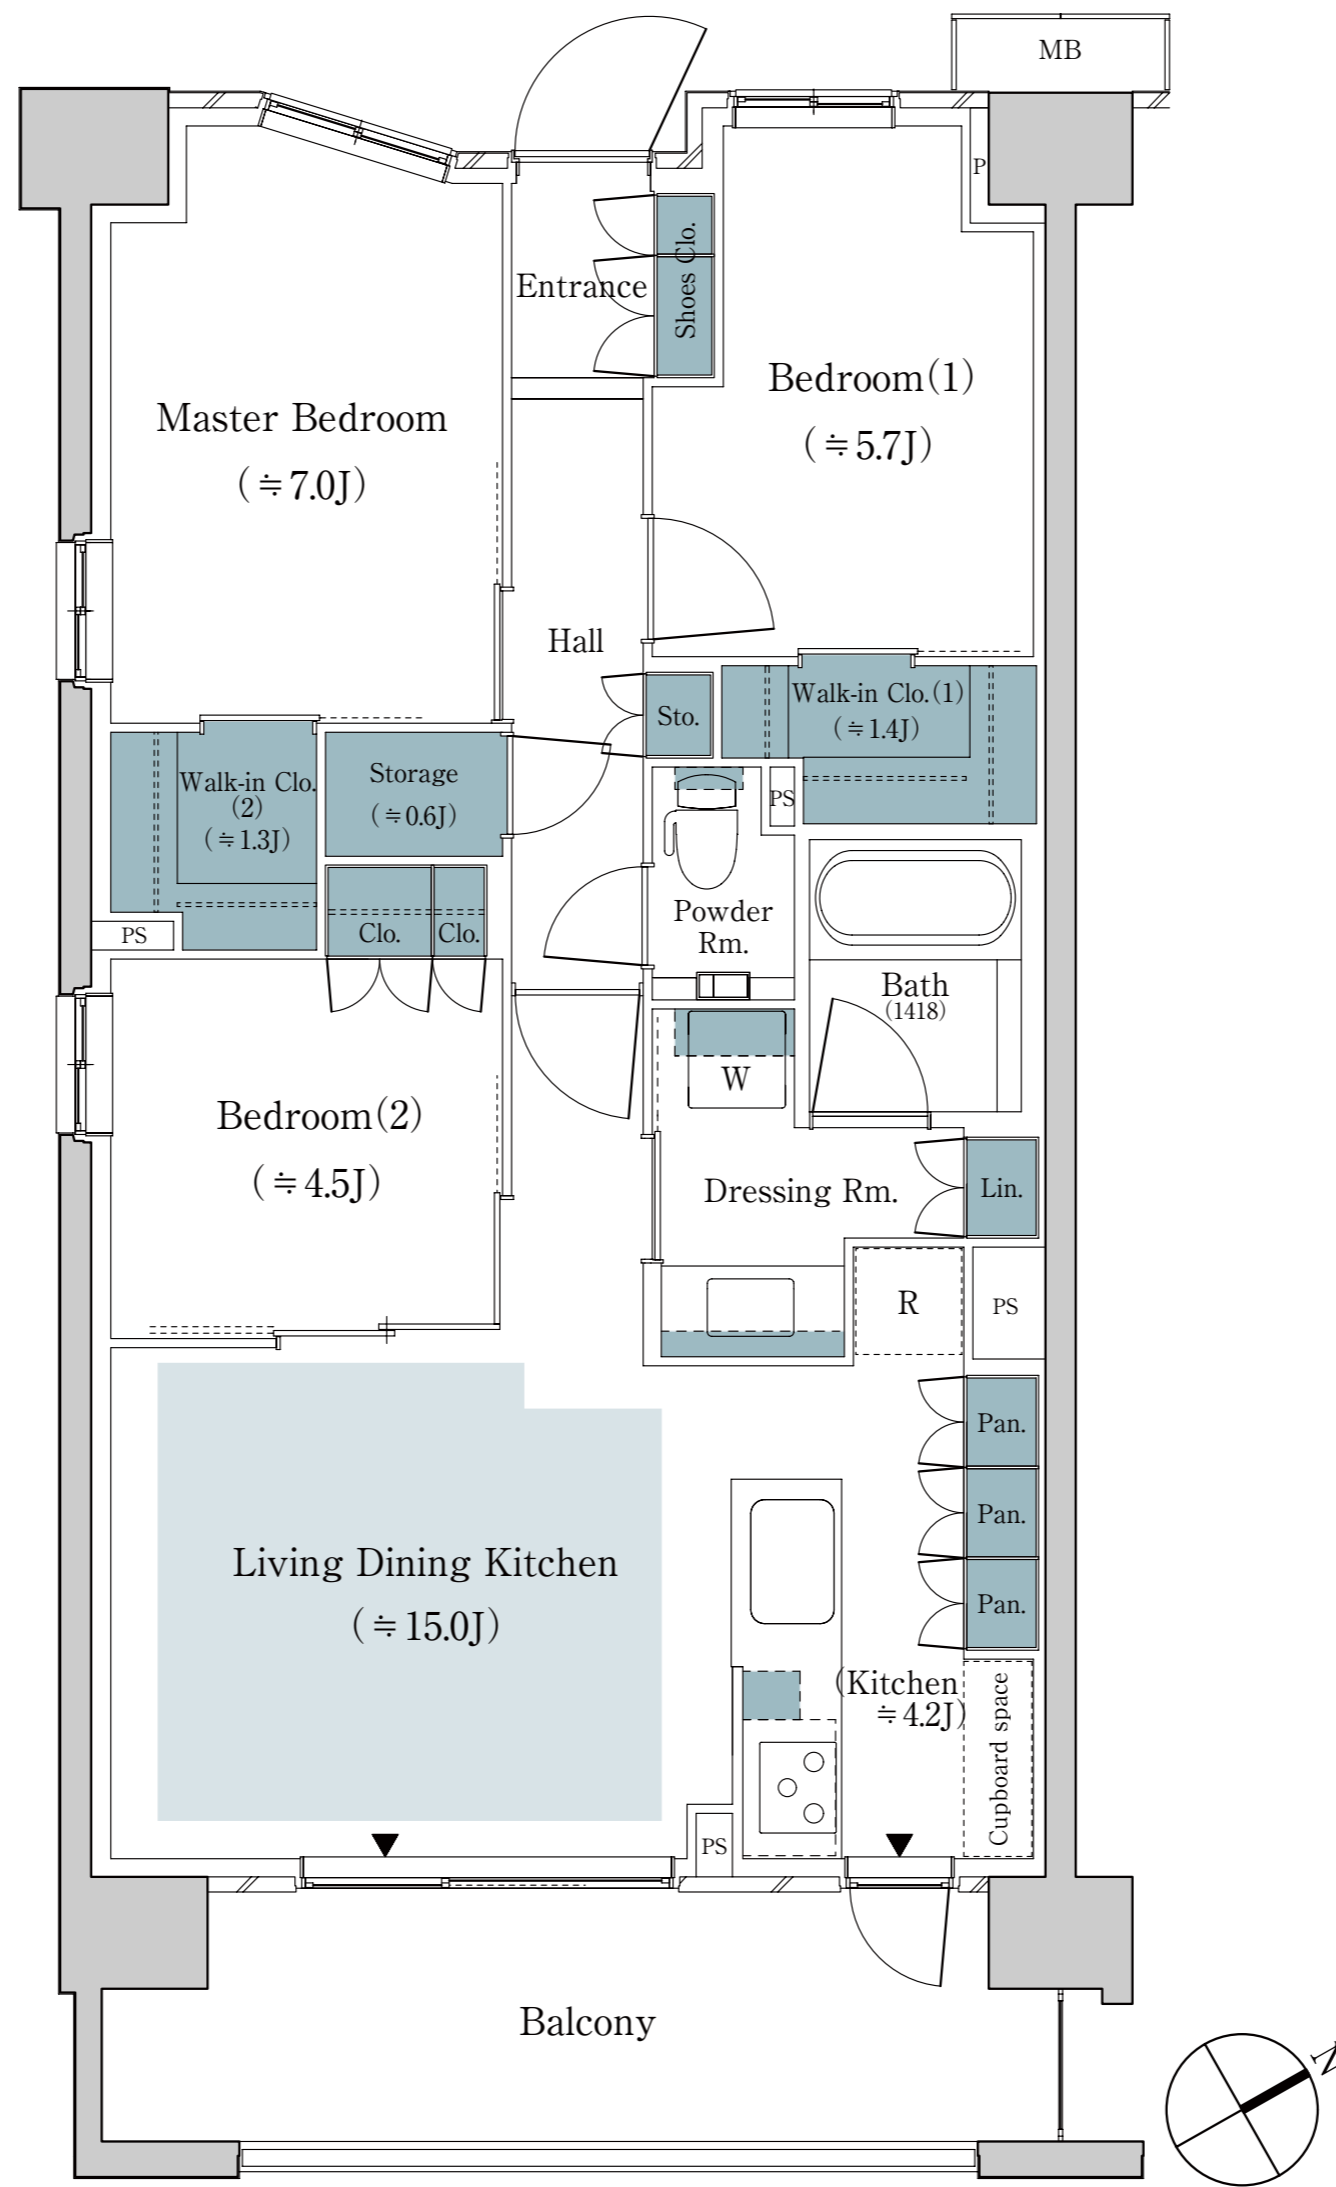 MB
P
Entrance
Shoes Clo.
Bedroom(1)
(≒5.7J)
Master Bedroom
(≒7.0J)
Hall
Sto.
Walk-in Clo.(1)
(≒1.4J)
Walk-in Clo.
(2)
(≒1.3J)
Storage
(≒0.6J)
PS
PS
Clo.
Clo.
Powder
Rm.
Bath
(1418)
W
Bedroom(2)
(≒4.5J)
Dressing Rm.
Lin.
R
PS
Pan.
Pan.
Pan.
Living Dining Kitchen
(≒15.0J)
(Kitchen
≒4.2J)
Cupboard space
PS
Balcony
N